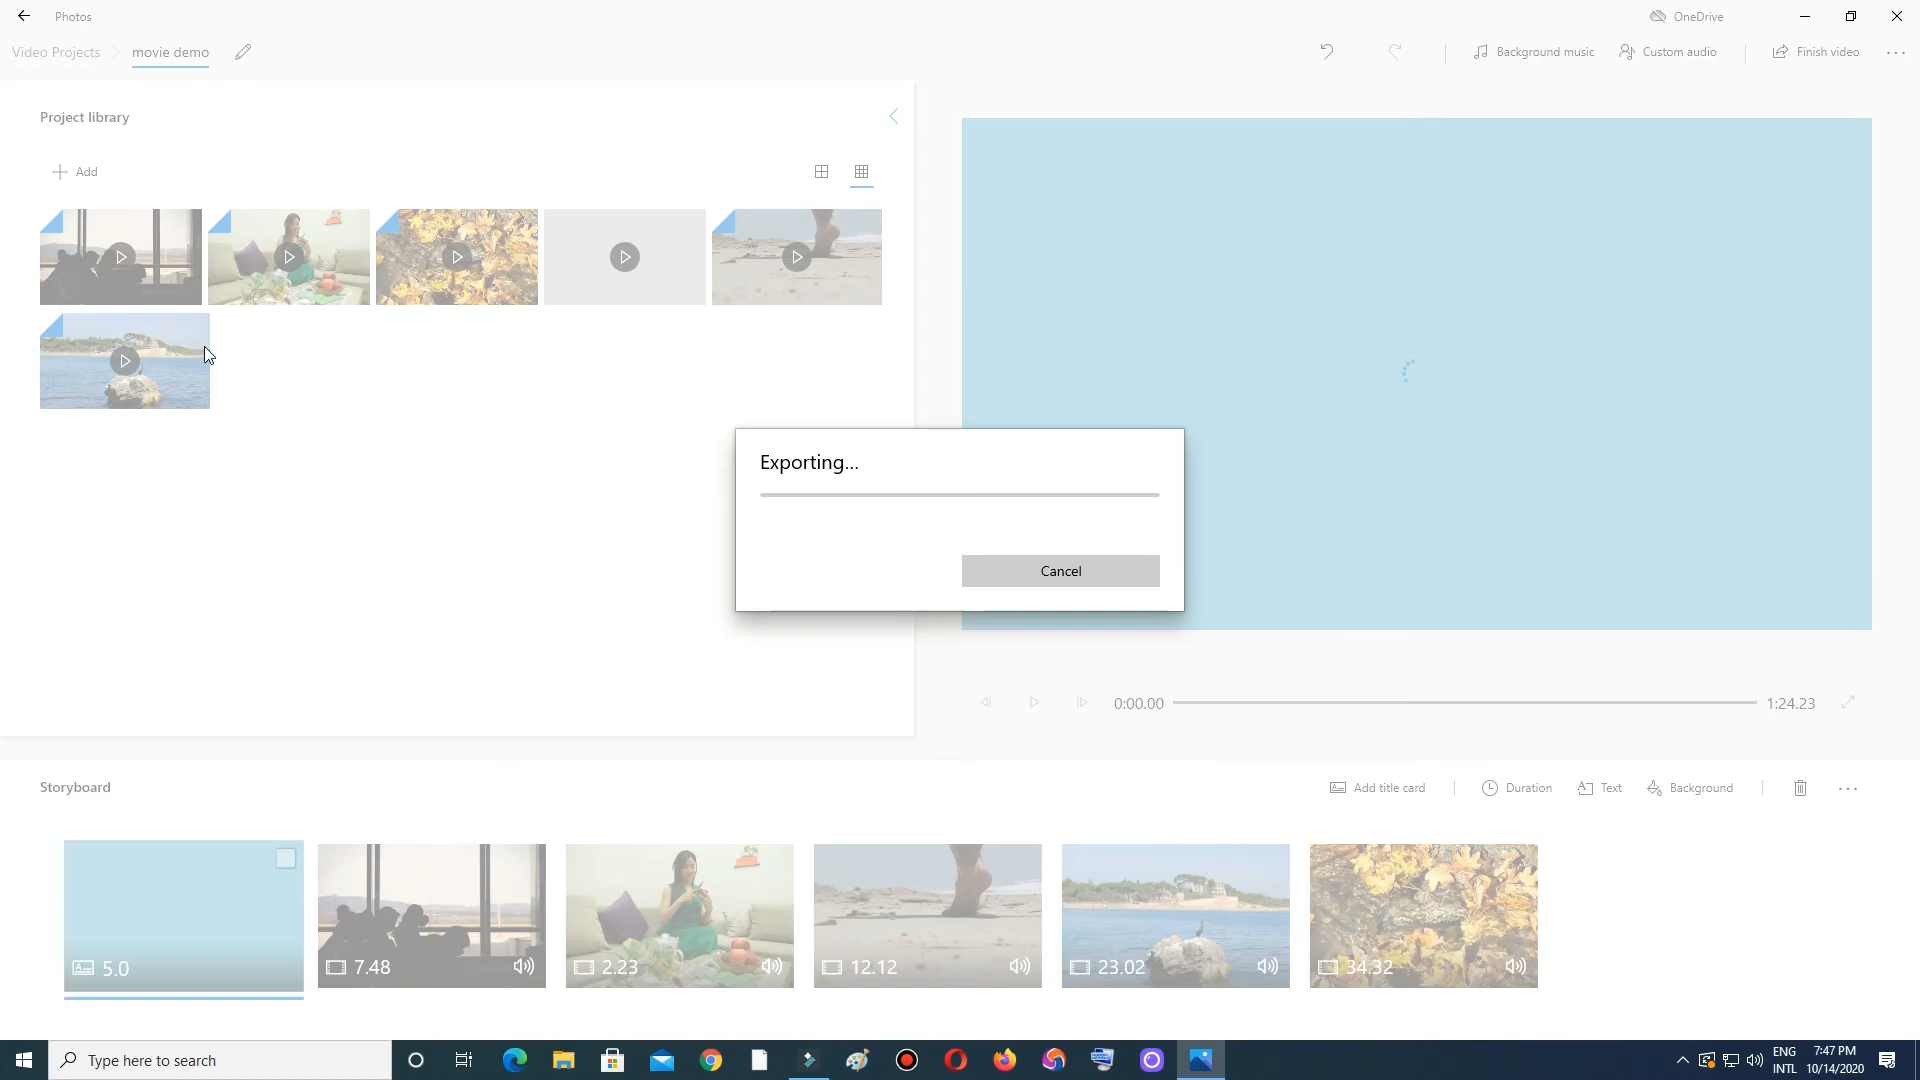 Photos
OneDrive
Video Projects
movie demo
Background music
Custom audio
Finish video
Project library
Add
Exporting...
Cancel
0:00.00
1:24.23
Storyboard
Add title card
Duration
Text
Background
5.0
7.48
2.23
12.12
23.02
34.32
Type here to search
ENG
INTL
7:47 PM
10/14/2020